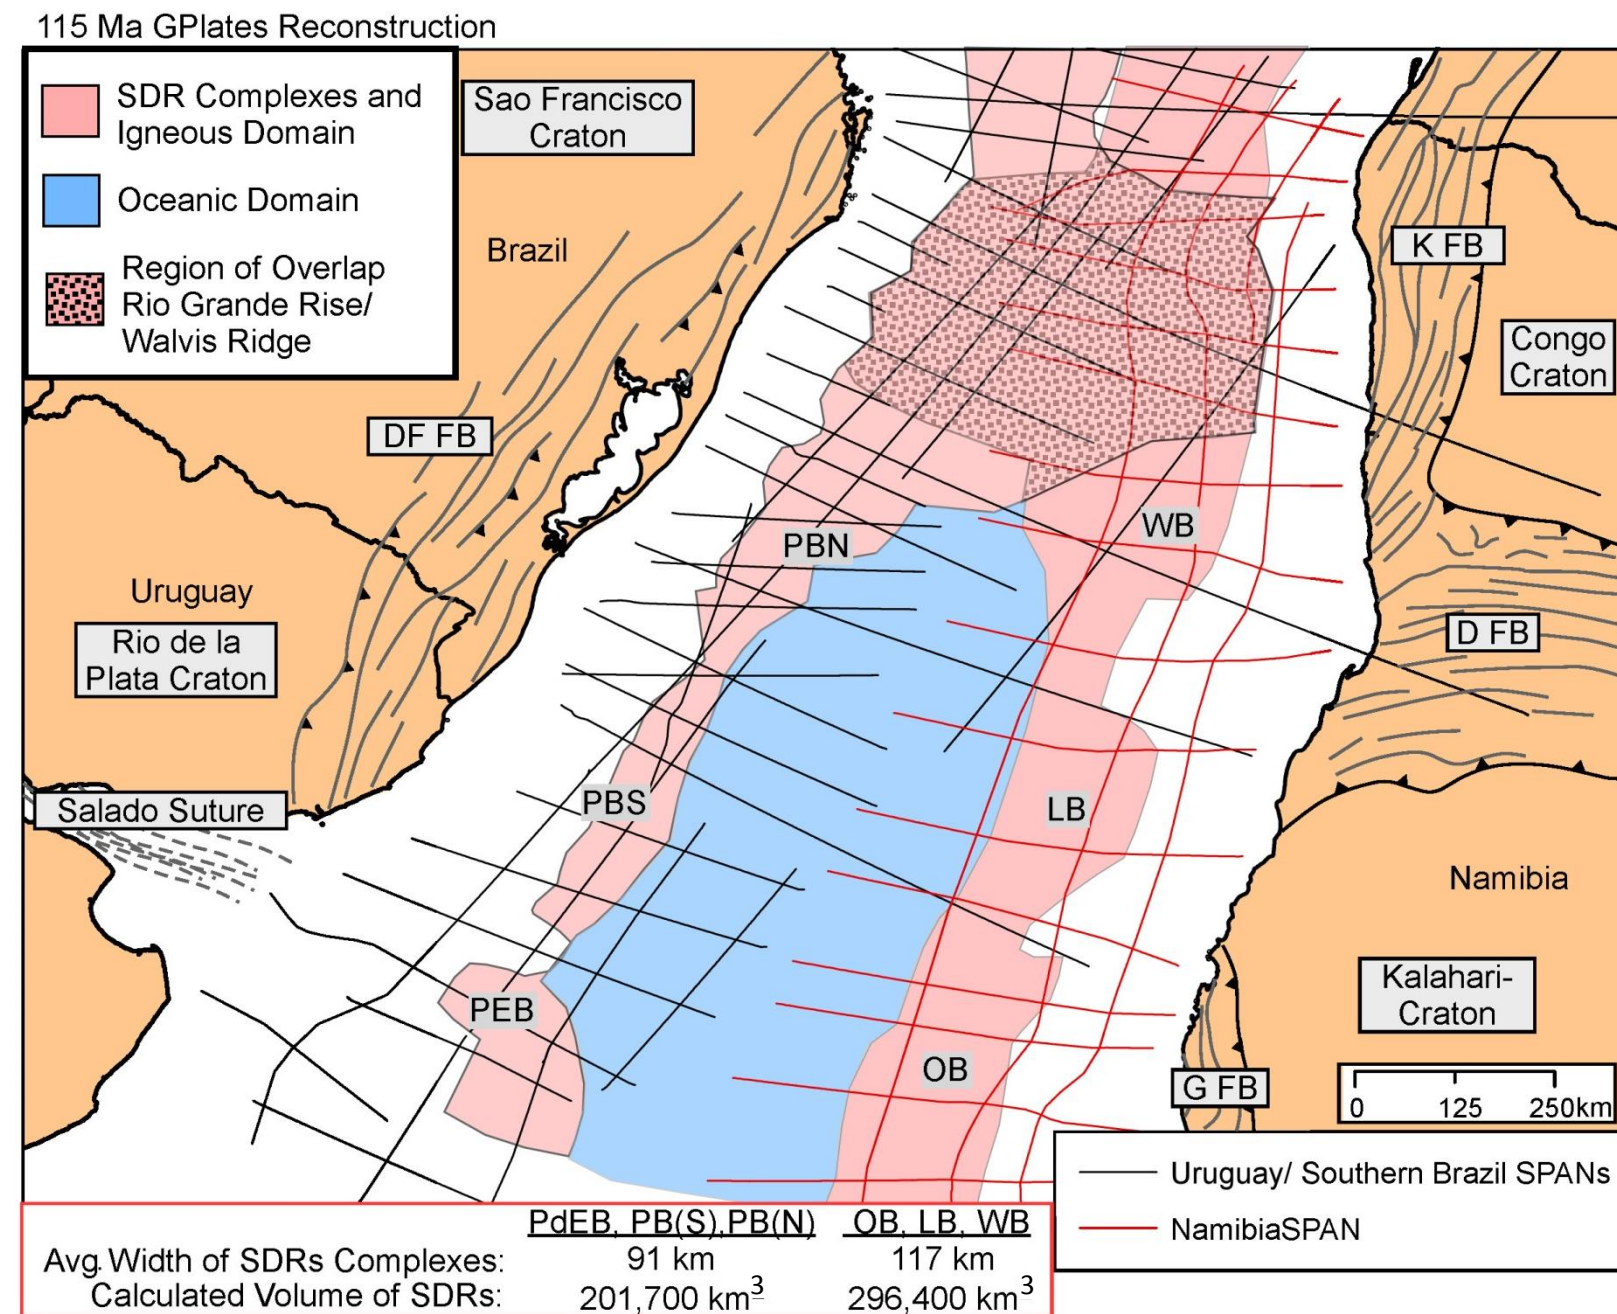 115 Ma GPlates Reconstruction
SDR Complexes and
Igneous Domain
Oceanic Domain
Region of Overlap
Rio Grande Rise/
Walvis Ridge
Sao Francisco
Craton
Brazil
K FB
Congo
Craton
DF FB
WB
PBN
Uruguay
Rio de la
Plata Craton
D FB
Salado Suture
PBS
LB
Namibia
Kalahari-
Craton
PEB
OB
G FB
0 125 250km
Uruguay/ Southern Brazil SPANs
NamibiaSPAN
PdEB, PB(S),PB(N) OB, LB, WB
Avg. Width of SDRs Complexes: 91 km 117 km
Calculated Volume of SDRs: 201,700 km³ 296,400 km³